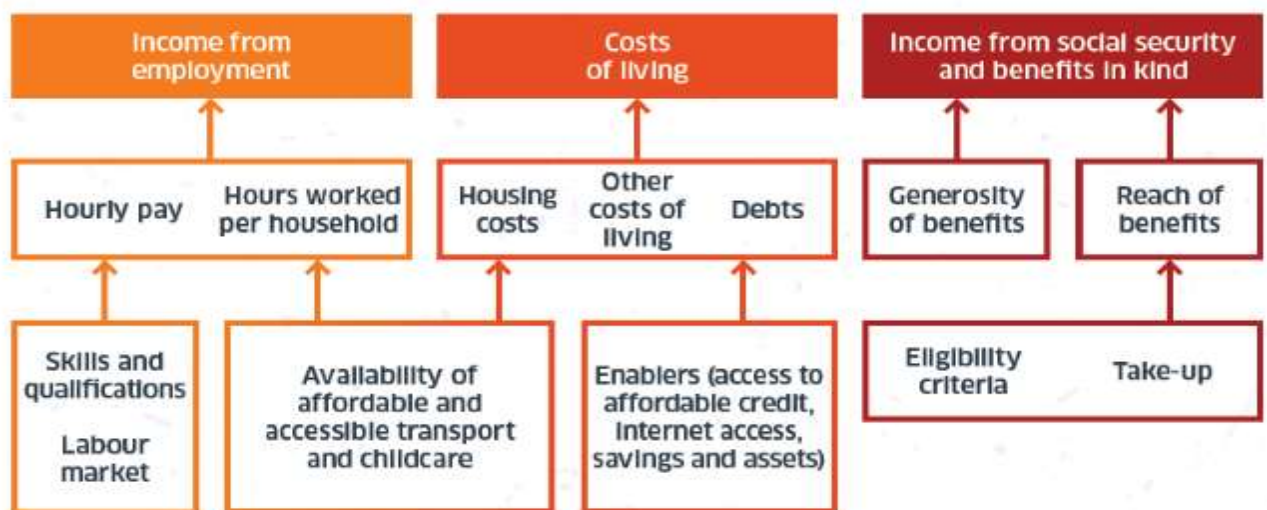 Income from
employment
Costs
of living
Income from social security
and benefits in kind
Hourly pay
Hours worked
per household
Housing
costs
Other
costs of
living
Debts
Generosity
of benefits
Reach of
benefits
Skills and
qualifications
Labour
market
Availability of
affordable and
accessible transport
and childcare
Enablers (access to
affordable credit,
internet access,
savings and assets)
Eligibility
criteria
Take-up